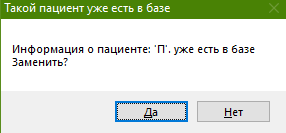 Такой пациент уже есть в базе
Информация о пациенте: 'П'. уже есть в базе
Заменить?
Да
Нет